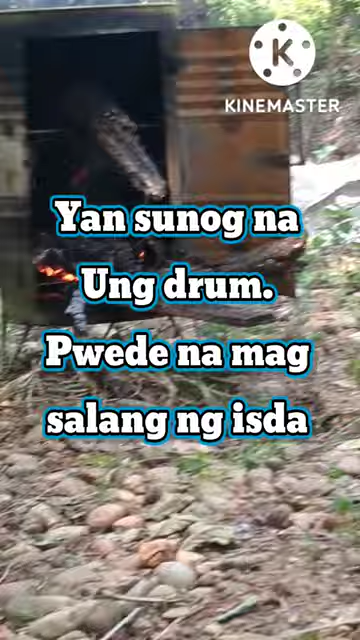 K
KINEMASTER
Yan sunog na
Ung drum.
Pwede na mag
salang ng isda